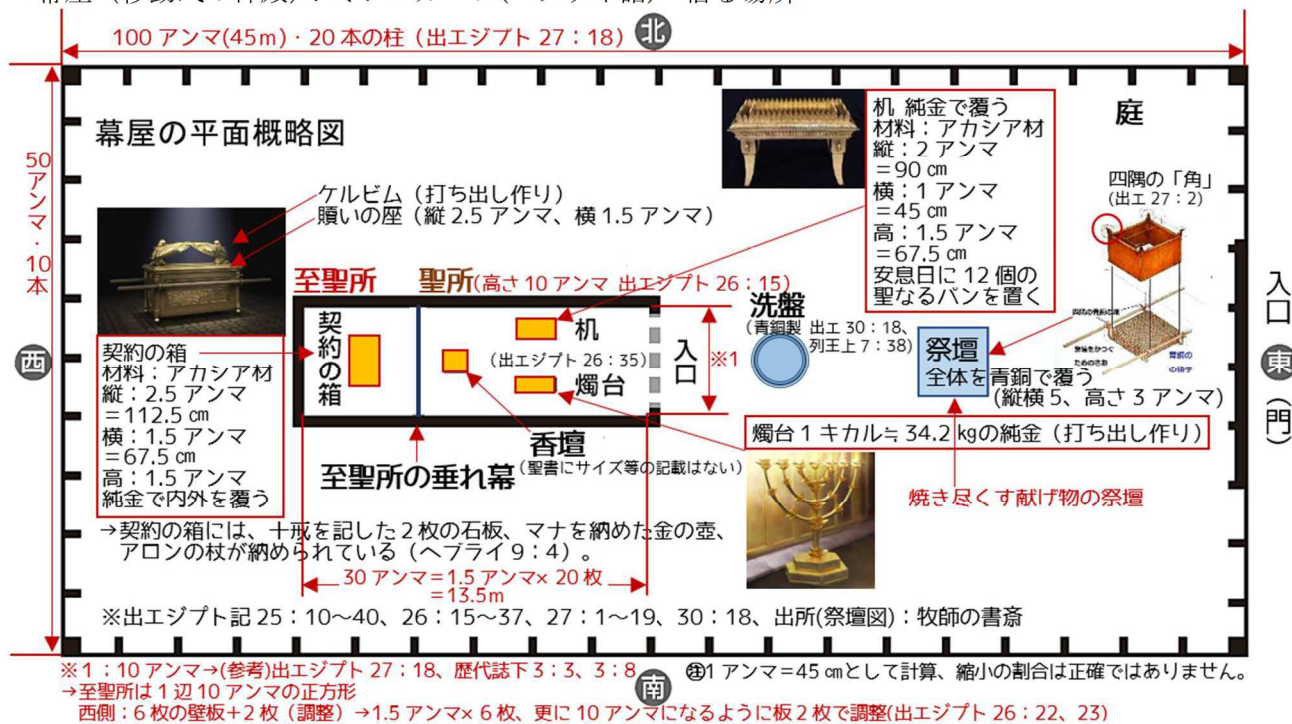 100 アンマ(45m)・20 本の柱（出エジプト 27：18）
北
50アンマ・10本
西
幕屋の平面概略図
ケルビム（打ち出し作り）
贖いの座（縦 2.5 アンマ、横 1.5 アンマ）
机 純金で覆う
材料：アカシア材
縦：2 アンマ
＝90 ㎝
横：1 アンマ
＝45 ㎝
高：1.5 アンマ
＝67.5 ㎝
安息日に 12 個の
聖なるパンを置く
庭
四隅の「角」
(出エ 27：2)
入口（門）
東
至聖所
聖所(高さ 10 アンマ 出エジプト 26：15)
契約の箱
机
(出エジプト 26：35)
燭台
入口
※1
洗盤
（青銅製 出エ 30：18、
列王上 7：38）
祭壇
全体を青銅で覆う
（縦横 5、高さ 3 アンマ）
青銅の
の格子
契約の箱
材料：アカシア材
縦：2.5 アンマ
＝112.5 ㎝
横：1.5 アンマ
＝67.5 ㎝
高：1.5 アンマ
純金で内外を覆う
香壇
（聖書にサイズ等の記載はない）
至聖所の垂れ幕
燭台 1 キカル≒ 34.2 ㎏の純金（打ち出し作り）
焼き尽くす献げ物の祭壇
→契約の箱には、十戒を記した 2 枚の石板、マナを納めた金の壺、
アロンの杖が納められている（ヘブライ 9：4）。
30 アンマ＝1.5 アンマ× 20 枚
＝13.5m
※出エジプト記 25：10～40、26：15～37、27：1～19、30：18、出所(祭壇図)：牧師の書斎
※1：10 アンマ→(参考)出エジプト 27：18、歴代誌下 3：3、3：8
南
㊟1 アンマ＝45 ㎝として計算、縮小の割合は正確ではありません。
→至聖所は 1 辺 10 アンマの正方形
西側：6 枚の壁板＋2 枚（調整）→1.5 アンマ× 6 枚、更に 10 アンマになるように板 2 枚で調整(出エジプト 26：22、23)